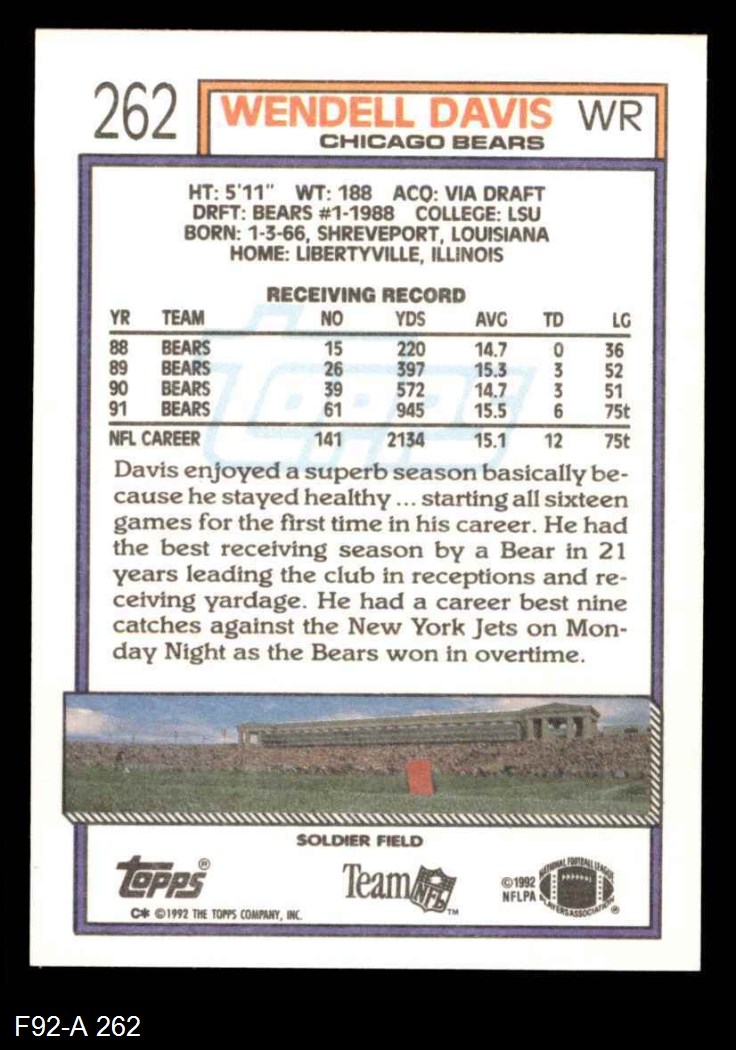 262 WENDELL DAVIS WR
CHICAGO BEARS
HT: 5'11" WT: 188 ACQ: VIA DRAFT
DRFT: BEARS #1-1988 COLLEGE: LSU
BORN: 1-3-66, SHREVEPORT, LOUISIANA
HOME: LIBERTYVILLE, ILLINOIS
RECEIVING RECORD
YR TEAM NO YDS AVG TD LG
88 BEARS 15 220 14.7 0 36
89 BEARS 26 397 15.3 3 52
90 BEARS 39 572 14.7 3 51
91 BEARS 61 945 15.5 6 75t
NFL CAREER 141 2134 15.1 12 75t
topps
Davis enjoyed a superb season basically be-
cause he stayed healthy ... starting all sixteen
games for the first time in his career. He had
the best receiving season by a Bear in 21
years leading the club in receptions and re-
ceiving yardage. He had a career best nine
catches against the New York Jets on Mon-
day Night as the Bears won in overtime.
SOLDIER FIELD
topps®
C* ©1992 THE TOPPS COMPANY, INC.
Team NFL™
©1992
NFLPA
NATIONAL FOOTBALL LEAGUE
PLAYERS ASSOCIATION ®
F92-A 262